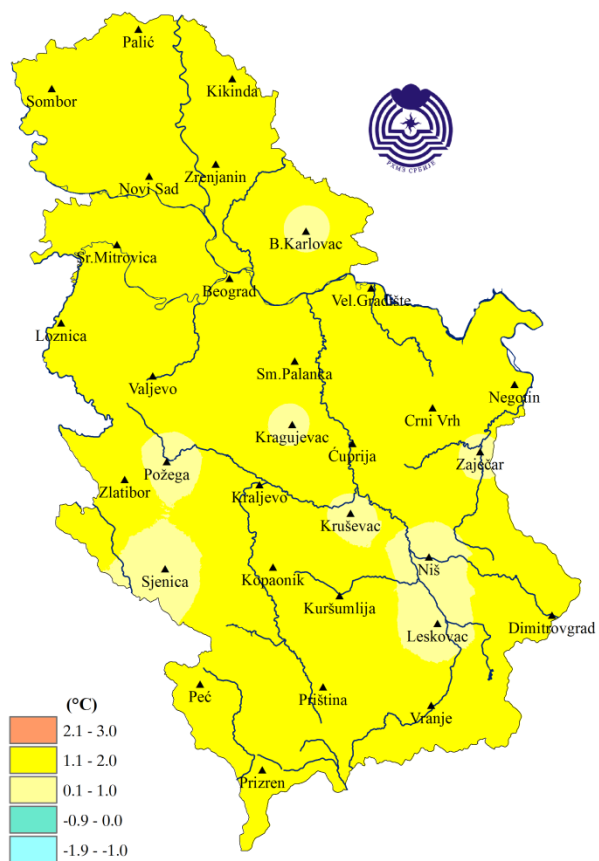 Palić
Kikinda
Sombor
Zrenjanin
Novi Sad
РХМЗ СРБИЈЕ
B.Karlovac
Sr.Mitrovica
Beograd
Vel.Gradište
Loznica
Sm.Palanka
Valjevo
Negotin
Crni Vrh
Kragujevac
Ćuprija
Zaječar
Požega
Zlatibor
Kraljevo
Kruševac
Niš
Sjenica
Kopaonik
Kuršumlija
Dimitrovgrad
Leskovac
Peć
Priština
Vranje
Prizren
(°C)
2.1 - 3.0
1.1 - 2.0
0.1 - 1.0
-0.9 - 0.0
-1.9 - -1.0